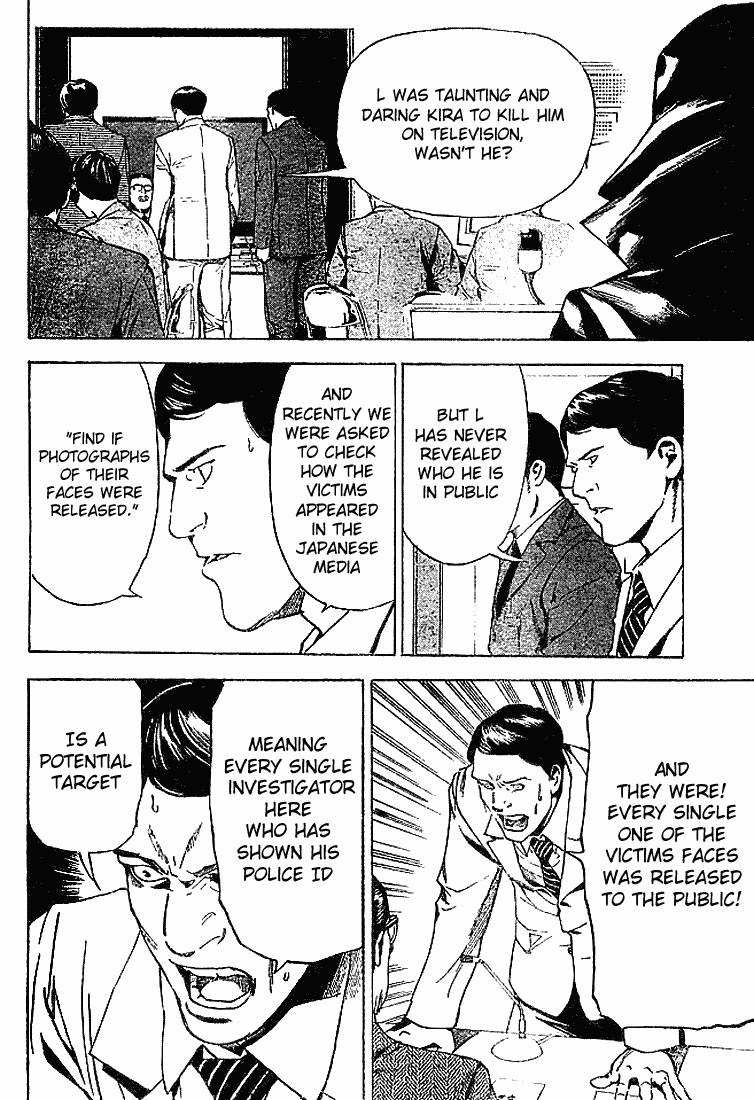 L WAS TAUNTING AND
DARING KIRA TO KILL HIM
ON TELEVISION,
WASN'T HE?
BUT L
HAS NEVER
REVEALED
WHO HE IS
IN PUBLIC
AND
RECENTLY WE
WERE ASKED
TO CHECK
HOW THE
VICTIMS
APPEARED
IN THE
JAPANESE
MEDIA
"FIND IF
PHOTOGRAPHS
OF THEIR
FACES WERE
RELEASED."
AND
THEY WERE!
EVERY SINGLE
ONE OF THE
VICTIMS FACES
WAS RELEASED
TO THE PUBLIC!
MEANING
EVERY SINGLE
INVESTIGATOR
HERE
WHO HAS
SHOWN HIS
POLICE ID
IS A
POTENTIAL
TARGET